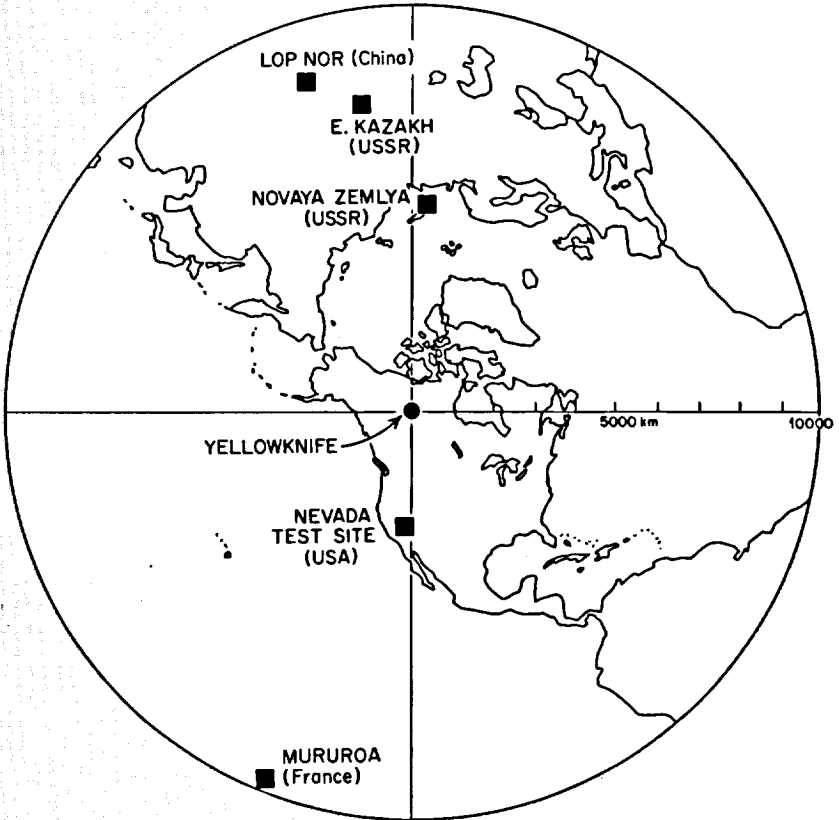 LOP NOR (China)
E. KAZAKH
(USSR)
NOVAYA ZEMLYA
(USSR)
5000 km
10000
YELLOWKNIFE
NEVADA
TEST SITE
(USA)
MURUROA
(France)